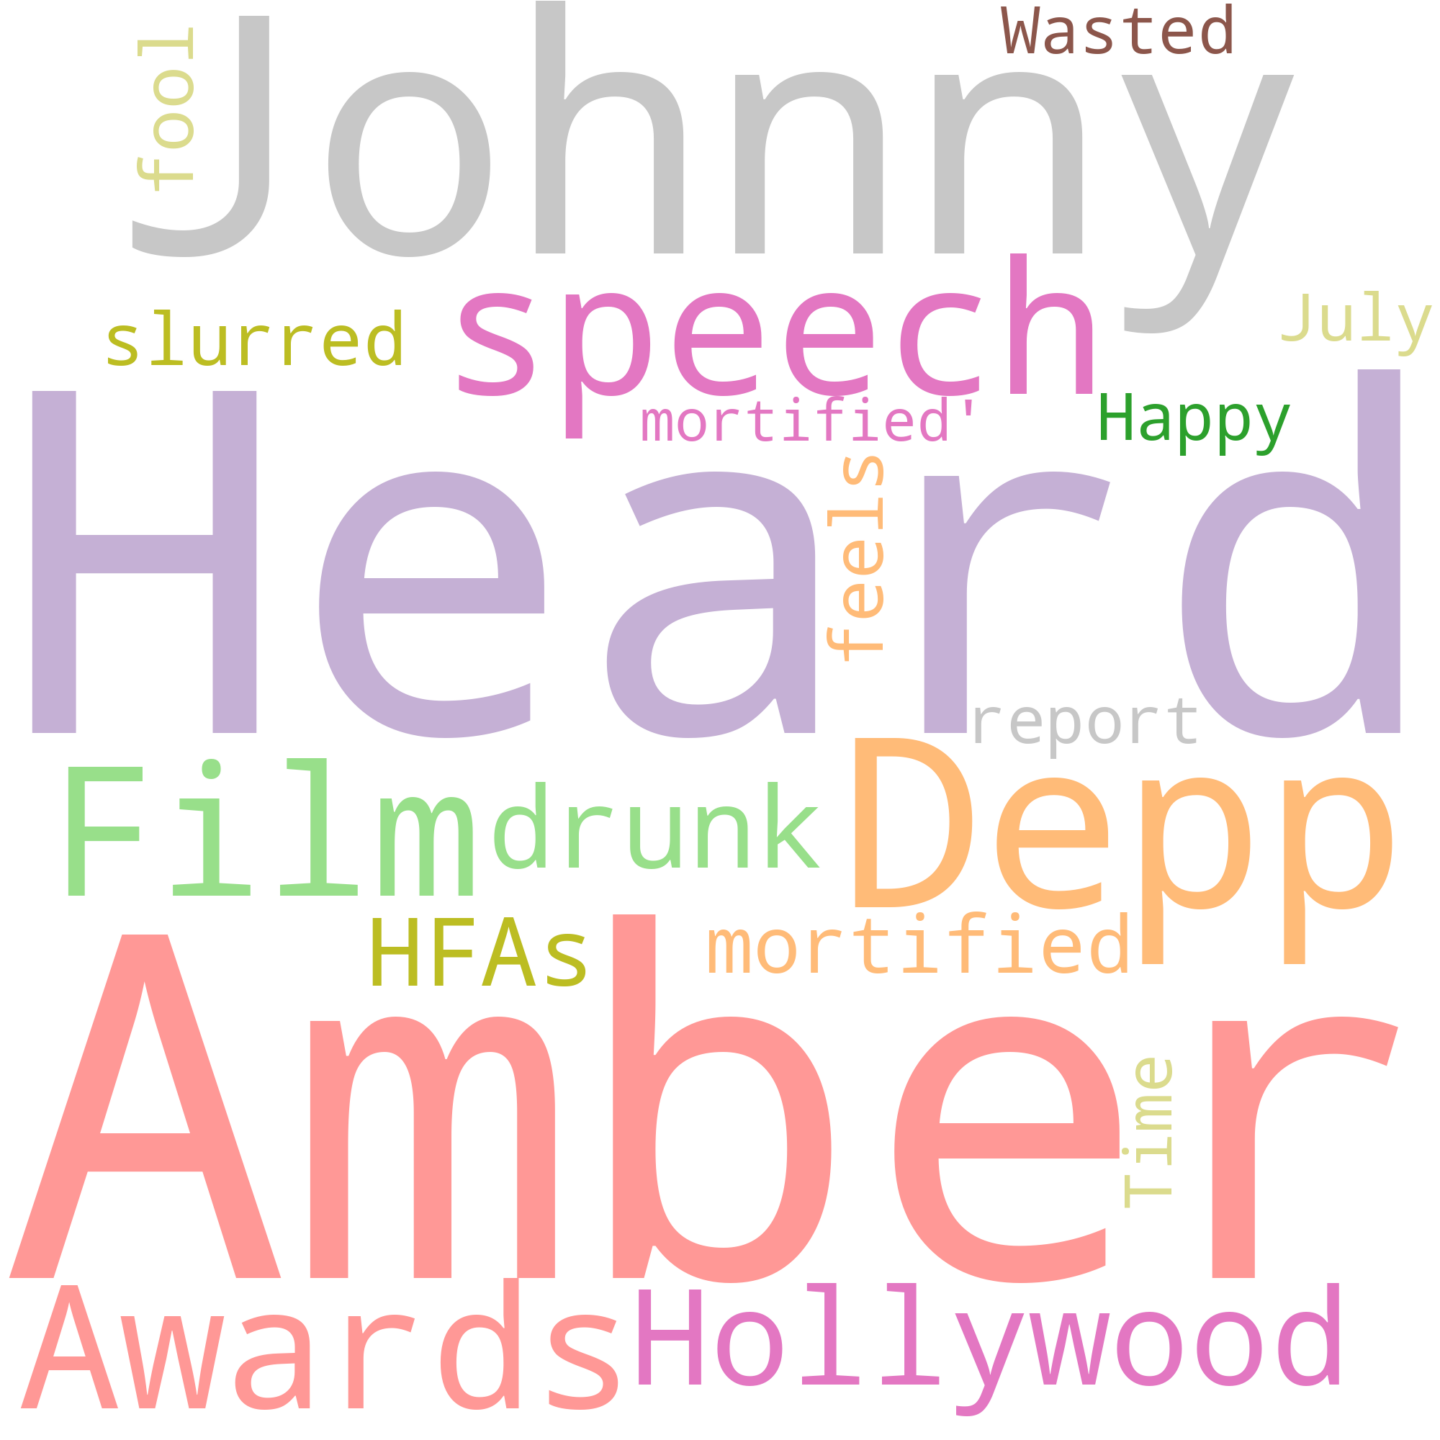 Wasted
fool
Johnny
speech
slurred
July
mortified'
Happy
Heard
feels
report
Film
drunk
Depp
HFAs
mortified
Amber
Time
Awards
Hollywood